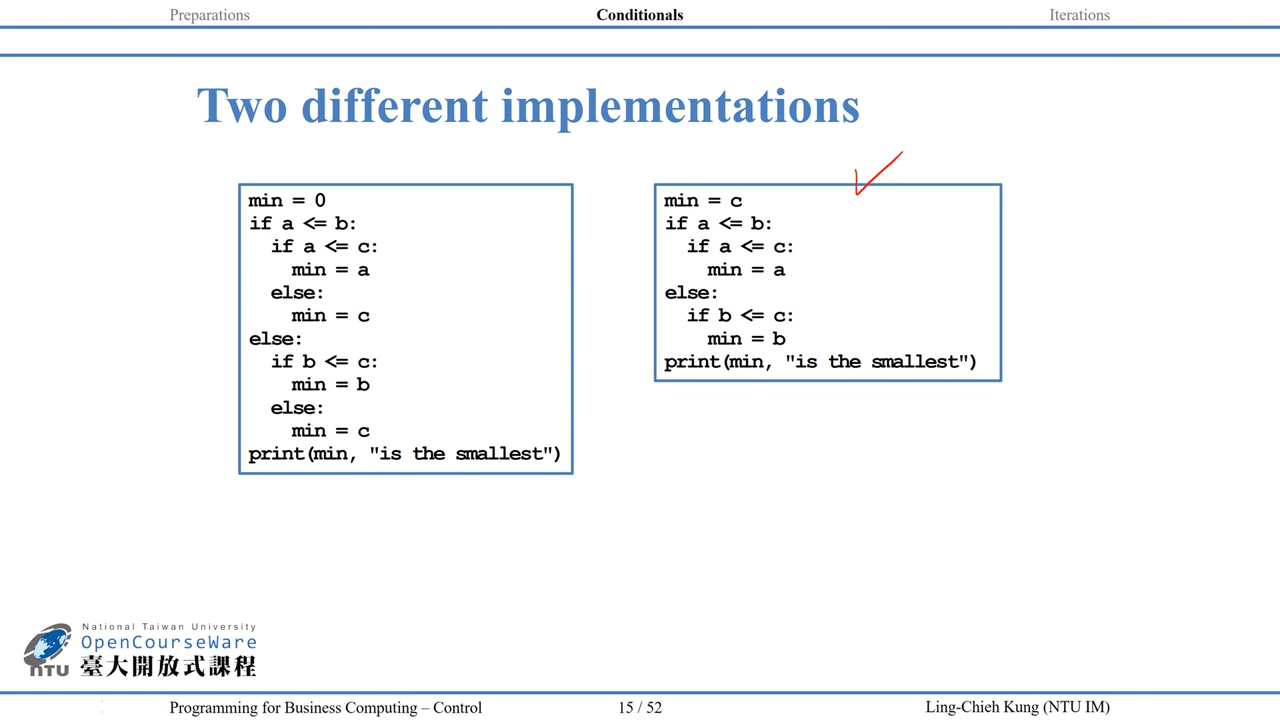 Preparations
Conditionals
Iterations
Two different implementations
min = 0
if a <= b:
  if a <= c:
    min = a
  else:
    min = c
else:
  if b <= c:
    min = b
  else:
    min = c
print(min, "is the smallest")
min = c
if a <= b:
  if a <= c:
    min = a
else:
  if b <= c:
    min = b
print(min, "is the smallest")
National Taiwan University
OpenCourseWare
臺大開放式課程
NTU
Programming for Business Computing – Control
15 / 52
Ling-Chieh Kung (NTU IM)